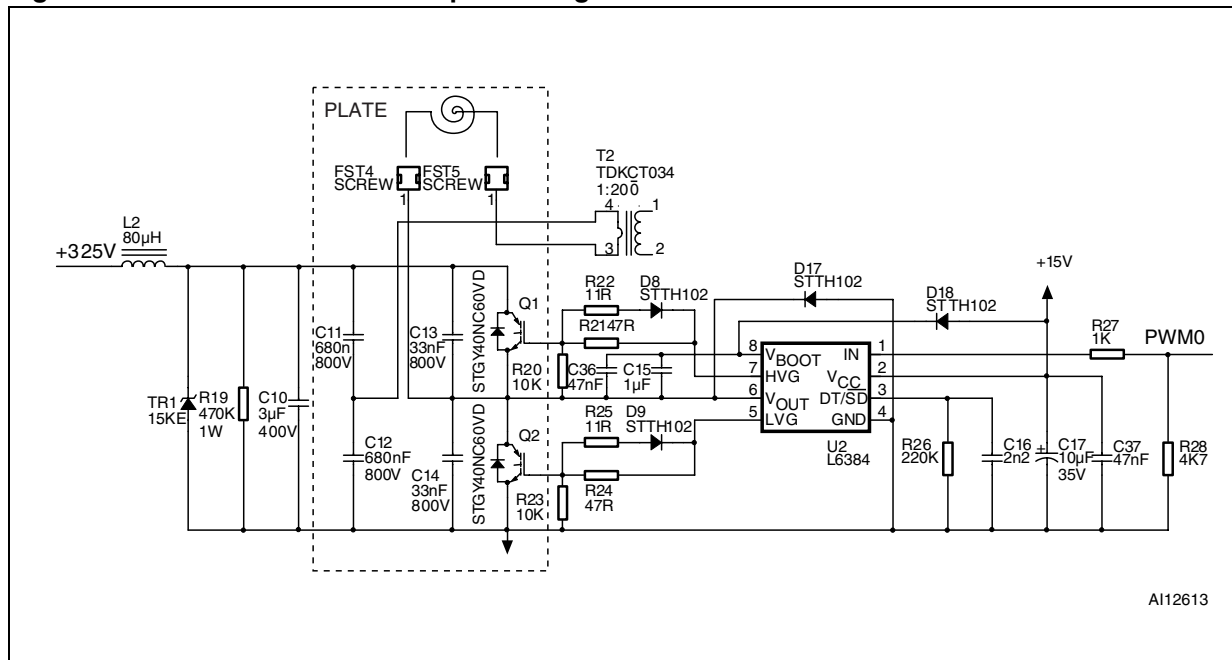 PLATE
FST4
SCREW
1
FST5
SCREW
1
T2
TDKCT034
1:200
4
1
3
2
L2
80µH
+325V
STGY40NC60VD
Q1
R22
11R
D8
STTH102
R2147R
D17
STTH102
D18
STTH102
+15V
R27
1K
PWM0
C11
680n
800V
C13
33nF
800V
R20
10K
C36
47nF
C15
1µF
8
VBOOT
IN
1
7
HVG
VCC
2
6
VOUT
DT/SD
3
5
LVG
GND
4
U2
L6384
TR1
15KE
R19
470K
1W
C10
3µF
400V
C12
680nF
800V
C14
33nF
800V
STGY40NC60VD
Q2
R23
10K
R25
11R
D9
STTH102
R24
47R
R26
220K
C16
2n2
C17
10µF
35V
+
C37
47nF
R28
4K7
AI12613